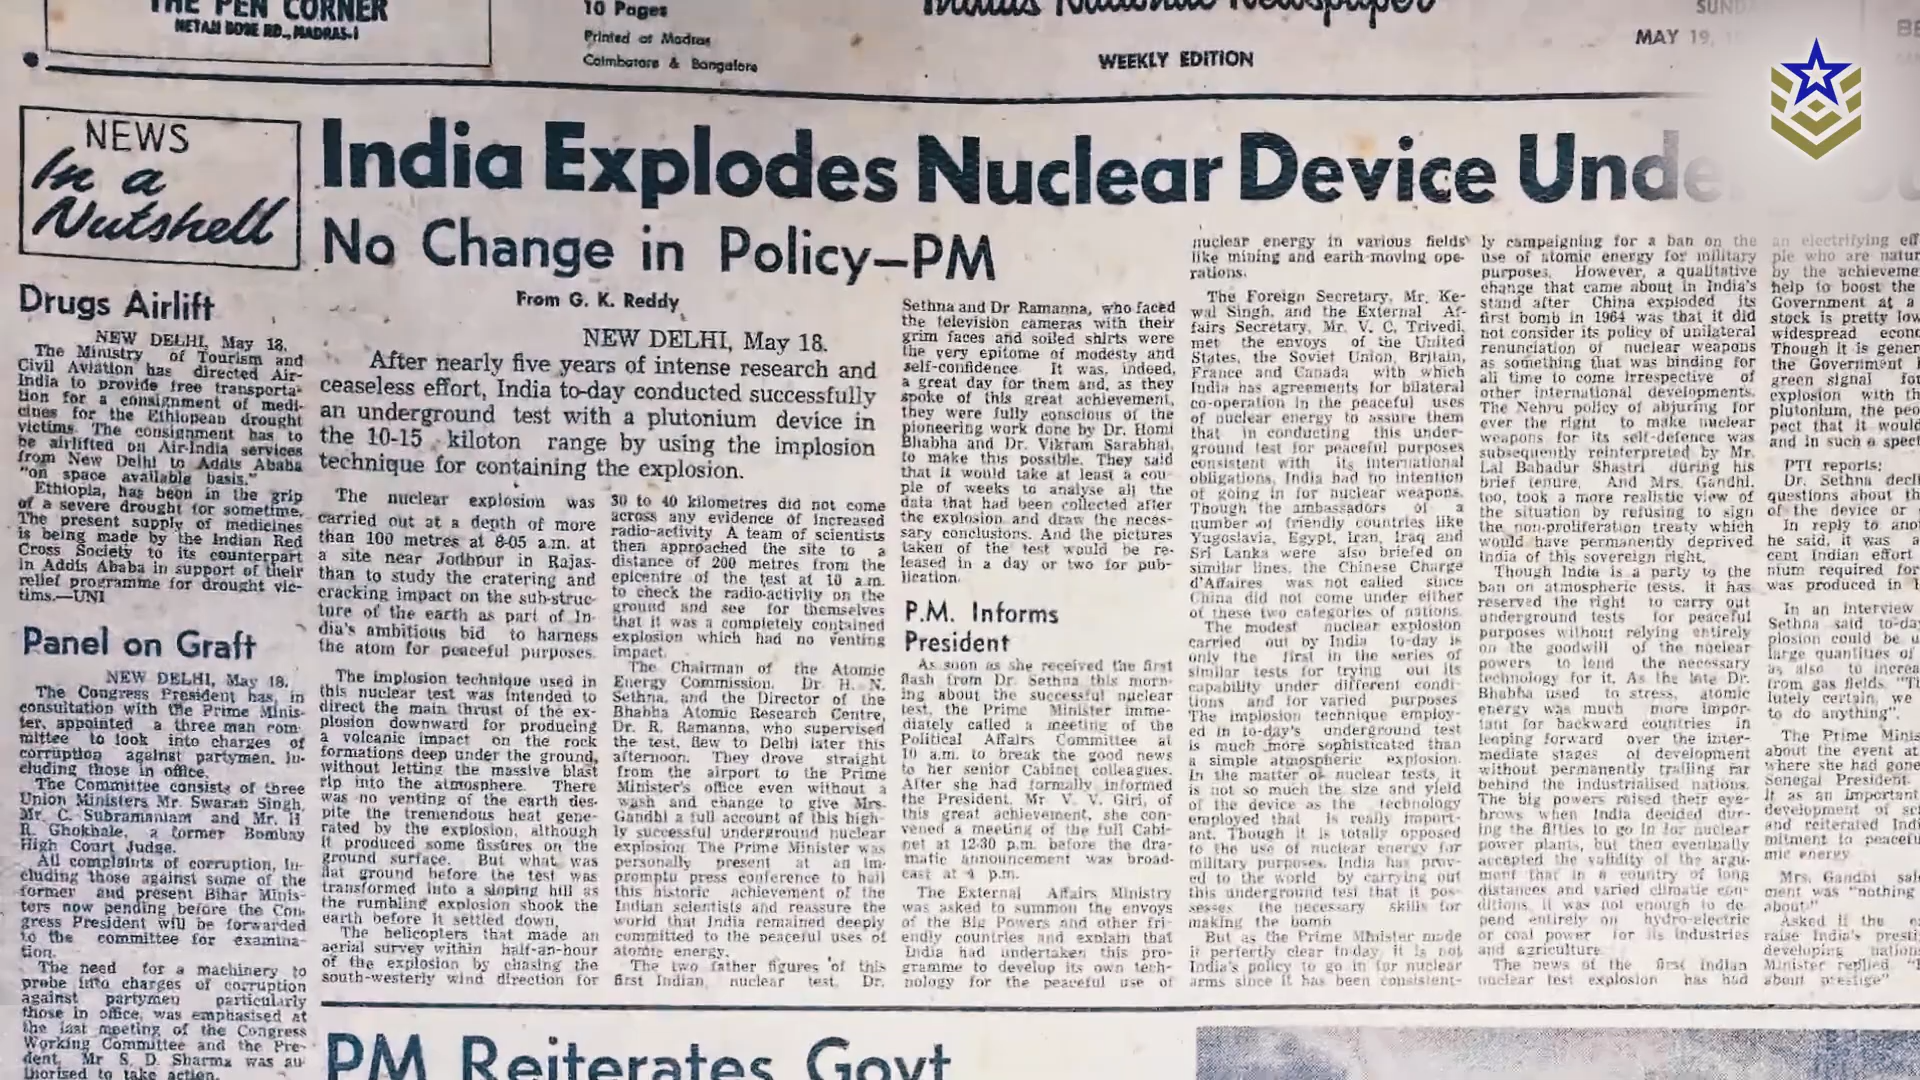 THE PEN CORNER
NETAJI BOSE RD., MADRAS-1
10 Pages
Printed at Madras
Coimbatore & Bangalore
India's National Newspaper
WEEKLY EDITION
MAY 19,
NEWS
In a
Nutshell
India Explodes Nuclear Device Unde
No Change in Policy—PM
Drugs Airlift
NEW DELHI, May 18.
The Ministry of Tourism and
Civil Aviation has directed Air-
India to provide free transporta-
tion for a consignment of medi-
cines for the Ethiopean drought
victims. The consignment has to
be airlifted on Air-India services
from New Delhi to Addis Ababa
"on space available basis."
Ethiopia, has been in the grip
of a severe drought for sometime.
The present supply of medicines
is being made by the Indian Red
Cross Society to its counterpart
in Addis Ababa in support of their
relief programme for drought vic-
tims.—UNI
Panel on Graft
NEW DELHI, May 18.
The Congress President has, in
consultation with the Prime Minis-
ter, appointed a three man com-
mittee to look into charges of
corruption against partymen, in-
cluding those in office.
The Committee consists of three
Union Ministers Mr. Swaran Singh,
Mr. C. Subramaniam and Mr. H.
R. Ghokhale, a former Bombay
High Court Judge.
All complaints of corruption, in-
cluding those against some of the
former and present Bihar Minis-
ters now pending before the Con-
gress President will be forwarded
to the committee for examina-
tion.
The need for a machinery to
probe into charges of corruption
against partymen particularly
those in office, was emphasised at
the last meeting of the Congress
Working Committee and the Pre-
dent, Mr S. D. Sharma was au-
thorised to take action.
From G. K. Reddy
NEW DELHI, May 18.
After nearly five years of intense research and
ceaseless effort, India to-day conducted successfully
an underground test with a plutonium device in
the 10-15 kiloton range by using the implosion
technique for containing the explosion.
The nuclear explosion was
carried out at a depth of more
than 100 metres at 8-05 a.m. at
a site near Jodhpur in Rajas-
than to study the cratering and
cracking impact on the sub-struc-
ture of the earth as part of In-
dia's ambitious bid to harness
the atom for peaceful purposes.
The implosion technique used in
this nuclear test was intended to
direct the main thrust of the ex-
plosion downward for producing
a volcanic impact on the rock
formations deep under the ground,
without letting the massive blast
rip into the atmosphere. There
was no venting of the earth des-
pite the tremendous heat gene-
rated by the explosion, although
it produced some fissures on the
ground surface. But what was
flat ground before the test was
transformed into a sloping hill as
the rumbling explosion shook the
earth before it settled down.
The helicopters that made an
aerial survey within half-an-hour
of the explosion by chasing the
south-westerly wind direction for
30 to 40 kilometres did not come
across any evidence of increased
radio-activity A team of scientists
then approached the site to a
distance of 200 metres from the
epicentre of the test at 10 a.m.
to check the radio-activity on the
ground and see for themselves
that it was a completely contained
explosion which had no venting
impact.
The Chairman of the Atomic
Energy Commission, Dr H. N.
Sethna, and the Director of the
Bhabha Atomic Research Centre,
Dr. R. Ramanna, who supervised
the test, flew to Delhi later this
afternoon. They drove straight
from the airport to the Prime
Minister's office even without a
wash and change to give Mrs.
Gandhi a full account of this high-
ly successful underground nuclear
explosion The Prime Minister was
personally present at an im-
promptu press conference to hail
this historic achievement of the
Indian scientists and reassure the
world that India remained deeply
committed to the peaceful uses of
atomic energy.
The two father figures of this
first Indian nuclear test, Dr.
Sethna and Dr Ramanna, who faced
the television cameras with their
grim faces and soiled shirts were
the very epitome of modesty and
self-confidence It was, indeed,
a great day for them and, as they
spoke of this great achievement,
they were fully conscious of the
pioneering work done by Dr. Homi
Bhabha and Dr. Vikram Sarabhai,
to make this possible. They said
that it would take at least a cou-
ple of weeks to analyse all the
data that had been collected after
the explosion and draw the neces-
sary conclusions. And the pictures
taken of the test would be re-
leased in a day or two for pub-
lication.
P.M. Informs
President
As soon as she received the first
flash from Dr. Sethna this morn-
ing about the successful nuclear
test, the Prime Minister imme-
diately called a meeting of the
Political Affairs Committee at
10 a.m. to break the good news
to her senior Cabinet colleagues.
After she had formally informed
the President, Mr V. V. Giri, of
this great achievement, she con-
vened a meeting of the full Cabi-
net at 12-30 p.m. before the dra-
matic announcement was broad-
cast at 4 p.m.
The External Affairs Ministry
was asked to summon the envoys
of the Big Powers and other fri-
endly countries and explain that
India had undertaken this pro-
gramme to develop its own tech-
nology for the peaceful use of
nuclear energy in various fields
like mining and earth-moving ope-
rations.
The Foreign Secretary, Mr. Ke-
wal Singh, and the External Af-
fairs Secretary, Mr. V. C. Trivedi,
met the envoys of the United
States, the Soviet Union, Britain,
France and Canada with which
India has agreements for bilateral
co-operation in the peaceful uses
of nuclear energy to assure them
that in conducting this under-
ground test for peaceful purposes
consistent with its international
obligations, India had no intention
of going in for nuclear weapons.
Though the ambassadors of a
number of friendly countries like
Yugoslavia, Egypt, Iran, Iraq and
Sri Lanka were also briefed on
similar lines, the Chinese Charge
d'Affaires was not called since
China did not come under either
of these two categories of nations.
The modest nuclear explosion
carried out by India to-day is
only the first in the series of
similar tests for trying out its
capability under different condi-
tions and for varied purposes
The implosion technique employ-
ed in to-day's underground test
is much more sophisticated than
a simple atmospheric explosion.
In the matter of nuclear tests, it
is not so much the size and yield
of the device as the technology
employed that is really import-
ant. Though it is totally opposed
to the use of nuclear energy for
military purposes, India has prov-
ed to the world by carrying out
this underground test that it pos-
sesses the necessary skills for
making the bomb
But as the Prime Minister made
it perfectly clear to-day, it is not
India's policy to go in for nuclear
arms since it has been consistent-
ly campaigning for a ban on the
use of atomic energy for military
purposes. However, a qualitative
change that came about in India's
stand after China exploded its
first bomb in 1964 was that it did
not consider its policy of unilateral
renunciation of nuclear weapons
as something that was binding for
all time to come irrespective of
other international developments.
The Nehru policy of abjuring for
ever the right to make nuclear
weapons for its self-defence was
subsequently reinterpreted by Mr.
Lal Bahadur Shastri during his
brief tenure. And Mrs. Gandhi,
too, took a more realistic view of
the situation by refusing to sign
the non-proliferation treaty which
would have permanently deprived
India of this sovereign right.
Though India is a party to the
ban on atmospheric tests, it has
reserved the right to carry out
underground tests for peaceful
purposes without relying entirely
on the goodwill of the nuclear
powers to lend the necessary
technology for it. As the late Dr.
Bhabha used to stress, atomic
energy was much more impor-
tant for backward countries in
leaping forward over the inter-
mediate stages of development
without permanently trailing far
behind the industrialised nations.
The big powers raised their eye-
brows when India decided dur-
ing the fifties to go in for nuclear
power plants, but then eventually
accepted the validity of the argu-
ment that in a country of long
distances and varied climatic con-
ditions, it was not enough to de-
pend entirely on hydro-electric
or coal power for its industries
and agriculture
The news of the first Indian
nuclear test explosion has had
an electrifying eff
ple who are natur
by the achieveme
help to boost the
Government at a
stock is pretty low
widespread econo
Though it is gener
the Government
green signal for
explosion with th
plutonium, the peo
pect that it would
and in such a spect
PTI reports:
Dr. Sethna decli
questions about th
of the device or
In reply to anot
he said, it was a
cent Indian effort
nium required for
was produced in
In an interview
Sethna said to-day
plosion could be u
large quantities of
as also to increa
from gas fields. "T
lutely certain, we
to do anything".
The Prime Minis
about the event at
where she had gone
Senegal President.
it as an important
development of sc
and reiterated Indi
mitment to peaceful
mic energy
Mrs. Gandhi sai
ment was "nothing
about"
Asked if the e
raise India's presti
developing nations
Minister replied "I
about prestige"
PM Reiterates Govt